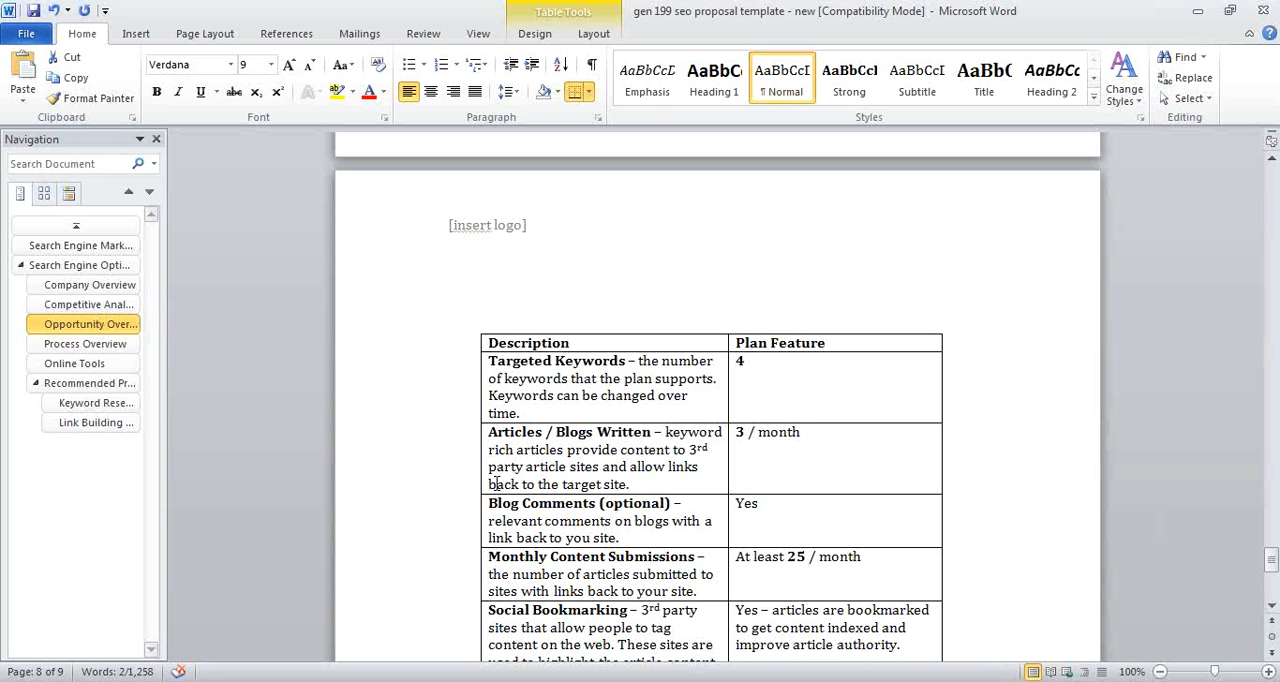 gen 199 seo proposal template - new [Compatibility Mode] - Microsoft Word
Table Tools
File Home Insert Page Layout References Mailings Review View Design Layout
Paste
Cut
Copy
Format Painter
Clipboard
Verdana 9
Font
Paragraph
AaBbCcD AaBbC AaBbCcI AaBbCcI AaBbCcI AaBb( AaBbCc
Emphasis Heading 1 ¶ Normal Strong Subtitle Title Heading 2
Change
Styles
Styles
Find
Replace
Select
Editing
Navigation
Search Document
Search Engine Mark...
Search Engine Opti...
Company Overview
Competitive Anal...
Opportunity Over...
Process Overview
Online Tools
Recommended Pr...
Keyword Rese...
Link Building ...
[insert logo]
Description Plan Feature
Targeted Keywords – the number 4
of keywords that the plan supports.
Keywords can be changed over
time.
Articles / Blogs Written – keyword 3 / month
rich articles provide content to 3rd
party article sites and allow links
back to the target site.
Blog Comments (optional) – Yes
relevant comments on blogs with a
link back to you site.
Monthly Content Submissions – At least 25 / month
the number of articles submitted to
sites with links back to your site.
Social Bookmarking – 3rd party Yes – articles are bookmarked
sites that allow people to tag to get content indexed and
content on the web. These sites are improve article authority.
used to highlight the article content
Page: 8 of 9 Words: 2/1,258 100%